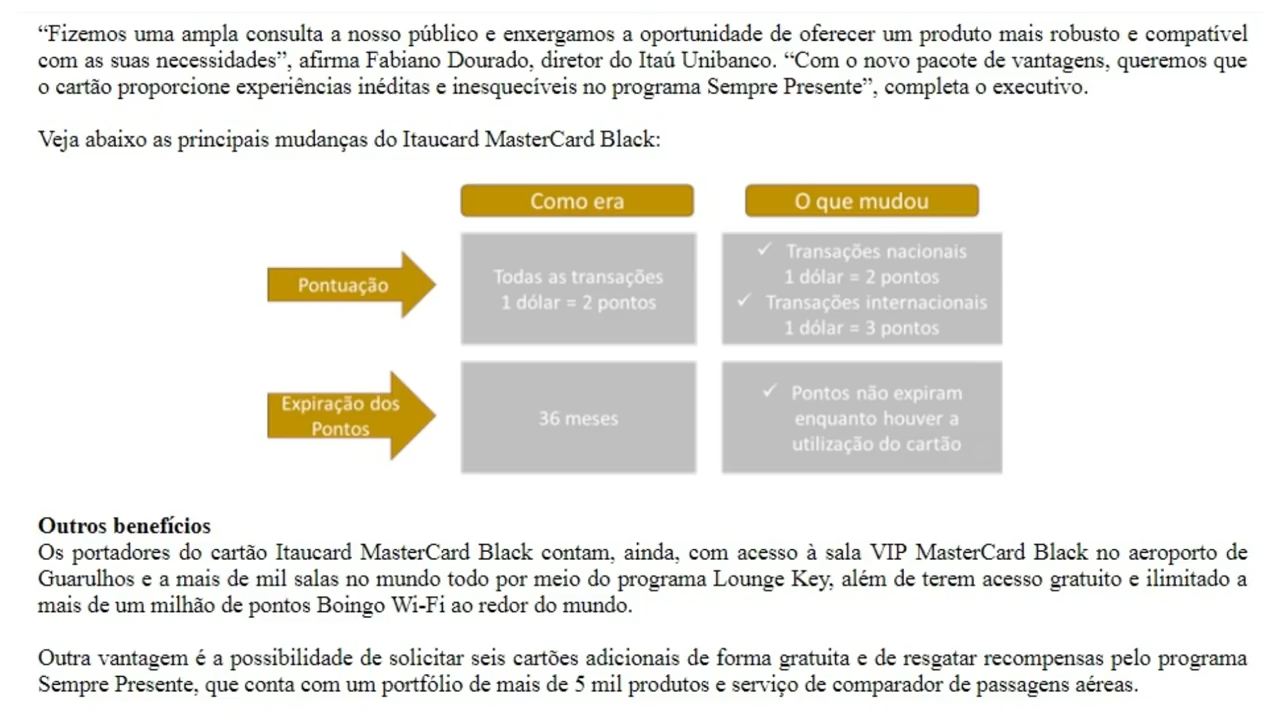 “Fizemos uma ampla consulta a nosso público e enxergamos a oportunidade de oferecer um produto mais robusto e compatível
com as suas necessidades”, afirma Fabiano Dourado, diretor do Itaú Unibanco. “Com o novo pacote de vantagens, queremos que
o cartão proporcione experiências inéditas e inesquecíveis no programa Sempre Presente”, completa o executivo.
Veja abaixo as principais mudanças do Itaucard MasterCard Black:
Como era
O que mudou
Pontuação
Todas as transações
1 dólar = 2 pontos
✓ Transações nacionais
1 dólar = 2 pontos
✓ Transações internacionais
1 dólar = 3 pontos
Expiração dos
Pontos
36 meses
✓ Pontos não expiram
enquanto houver a
utilização do cartão
Outros benefícios
Os portadores do cartão Itaucard MasterCard Black contam, ainda, com acesso à sala VIP MasterCard Black no aeroporto de
Guarulhos e a mais de mil salas no mundo todo por meio do programa Lounge Key, além de terem acesso gratuito e ilimitado a
mais de um milhão de pontos Boingo Wi-Fi ao redor do mundo.
Outra vantagem é a possibilidade de solicitar seis cartões adicionais de forma gratuita e de resgatar recompensas pelo programa
Sempre Presente, que conta com um portfólio de mais de 5 mil produtos e serviço de comparador de passagens aéreas.